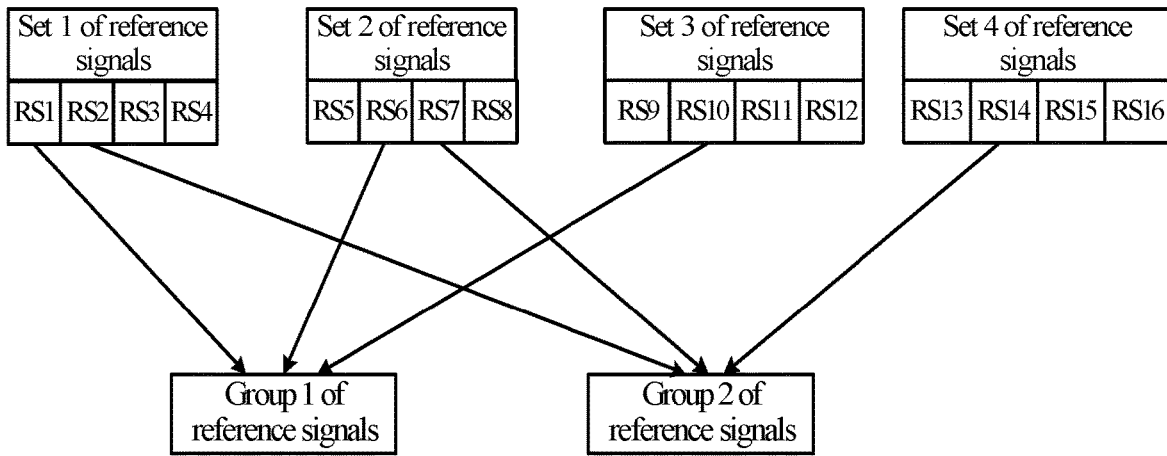 Set 1 of reference
signals
RS1 RS2 RS3 RS4
Set 2 of reference
signals
RS5 RS6 RS7 RS8
Set 3 of reference
signals
RS9 RS10 RS11 RS12
Set 4 of reference
signals
RS13 RS14 RS15 RS16
Group 1 of
reference signals
Group 2 of
reference signals